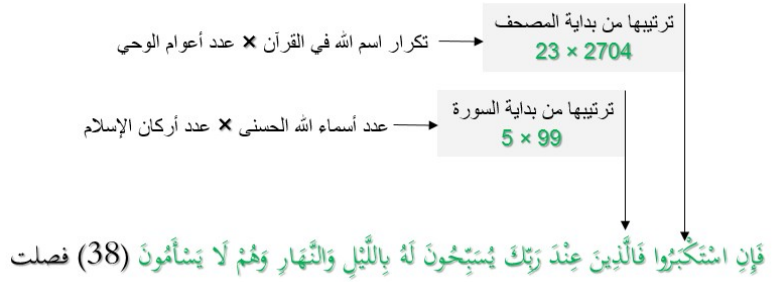 ترتيبها من بداية المصحف
23 × 2704
تكرار اسم الله في القرآن × عدد أعوام الوحي
ترتيبها من بداية السورة
5 × 99
عدد أسماء الله الحسنى × عدد أركان الإسلام
فَإِنِ اسْتَكْبَرُوا فَالَّذِينَ عِنْدَ رَبِّكَ يُسَبِّحُونَ لَهُ بِاللَّيْلِ وَالنَّهَارِ وَهُمْ لَا يَسْأَمُونَ (38) فصلت